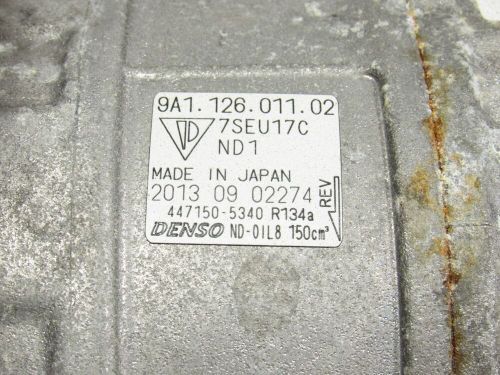 9A1.126.011.02
7SEU17C
ND1
MADE IN JAPAN
2013 09 02274
REV
447150-5340 R134a
DENSO ND-OIL8 150cm³